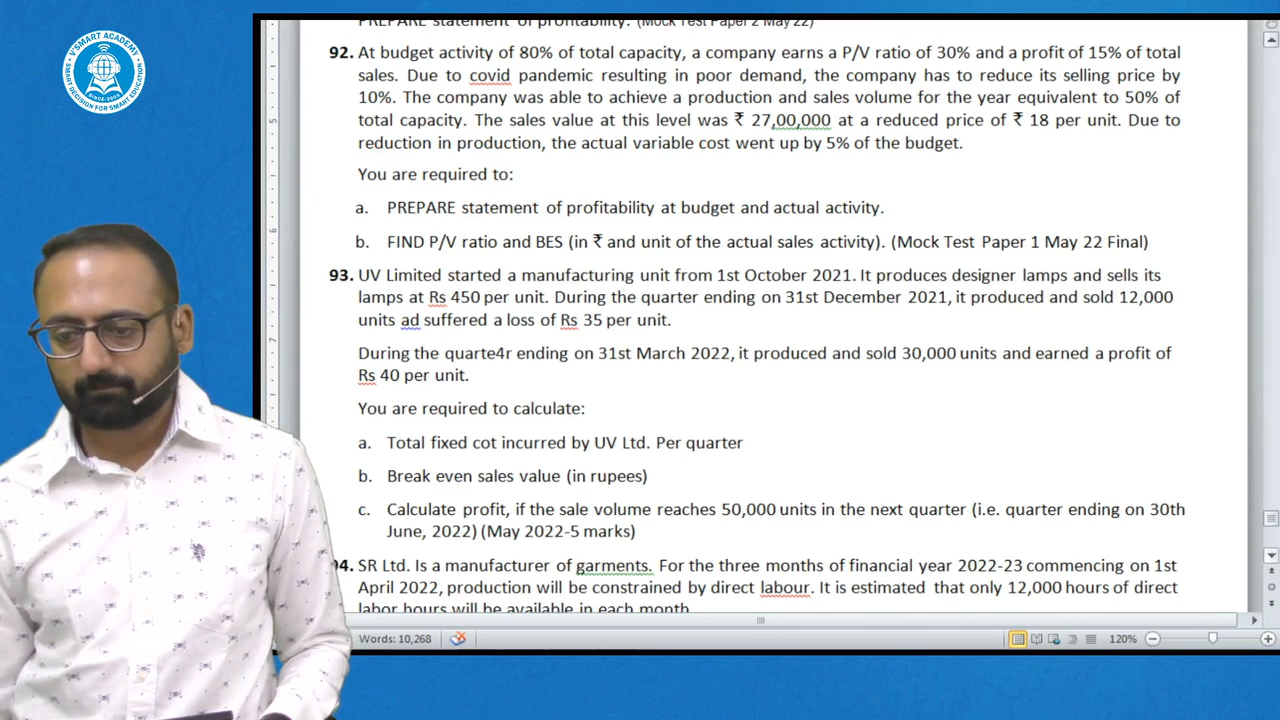 V'SMART ACADEMY
SMART DECISION FOR SMART EDUCATION
SINCE-2005
PREPARE statement of profitability. (Mock Test Paper 2 May 22)
92. At budget activity of 80% of total capacity, a company earns a P/V ratio of 30% and a profit of 15% of total
sales. Due to covid pandemic resulting in poor demand, the company has to reduce its selling price by
10%. The company was able to achieve a production and sales volume for the year equivalent to 50% of
total capacity. The sales value at this level was ₹ 27,00,000 at a reduced price of ₹ 18 per unit. Due to
reduction in production, the actual variable cost went up by 5% of the budget.
You are required to:
a. PREPARE statement of profitability at budget and actual activity.
b. FIND P/V ratio and BES (in ₹ and unit of the actual sales activity). (Mock Test Paper 1 May 22 Final)
93. UV Limited started a manufacturing unit from 1st October 2021. It produces designer lamps and sells its
lamps at Rs 450 per unit. During the quarter ending on 31st December 2021, it produced and sold 12,000
units ad suffered a loss of Rs 35 per unit.
During the quarte4r ending on 31st March 2022, it produced and sold 30,000 units and earned a profit of
Rs 40 per unit.
You are required to calculate:
a. Total fixed cot incurred by UV Ltd. Per quarter
b. Break even sales value (in rupees)
c. Calculate profit, if the sale volume reaches 50,000 units in the next quarter (i.e. quarter ending on 30th
June, 2022) (May 2022-5 marks)
94. SR Ltd. Is a manufacturer of garments. For the three months of financial year 2022-23 commencing on 1st
April 2022, production will be constrained by direct labour. It is estimated that only 12,000 hours of direct
labor hours will be available in each month.
Words: 10,268
120%
5
6
7